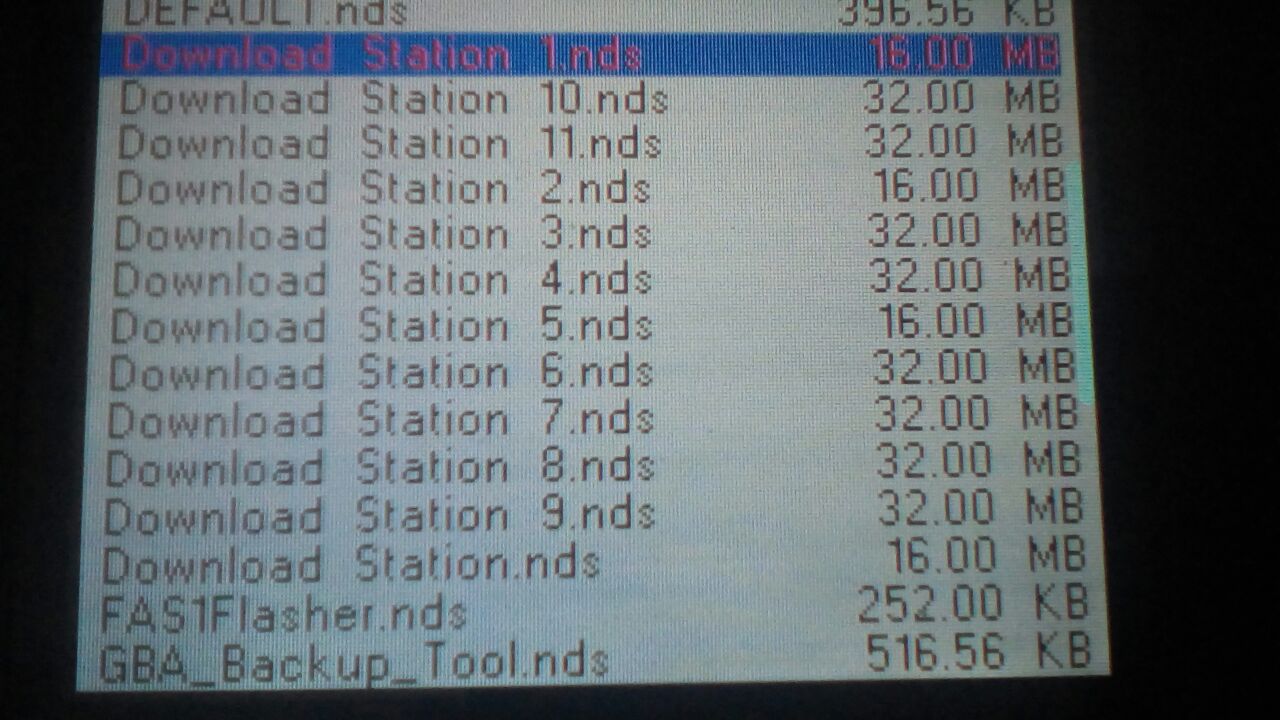 DEFAULT.nds 396.56 KB
Download Station 1.nds 16.00 MB
Download Station 10.nds 32.00 MB
Download Station 11.nds 32.00 MB
Download Station 2.nds 16.00 MB
Download Station 3.nds 32.00 MB
Download Station 4.nds 32.00 MB
Download Station 5.nds 16.00 MB
Download Station 6.nds 32.00 MB
Download Station 7.nds 32.00 MB
Download Station 8.nds 32.00 MB
Download Station 9.nds 32.00 MB
Download Station.nds 16.00 MB
FAS1Flasher.nds 252.00 KB
GBA_Backup_Tool.nds 516.56 KB